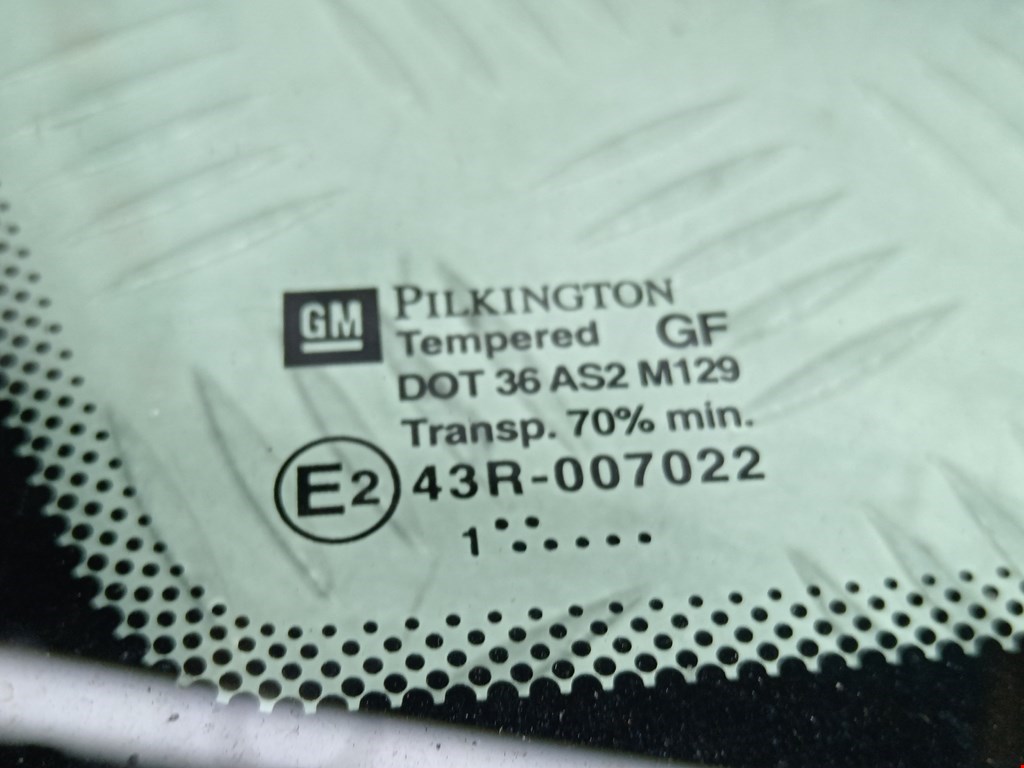 GM PILKINGTON
Tempered GF
DOT 36 AS2 M129
Transp. 70% min.
E2 43R-007022
1